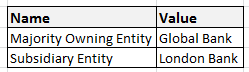 Name Value
Majority Owning Entity Global Bank
Subsidiary Entity London Bank